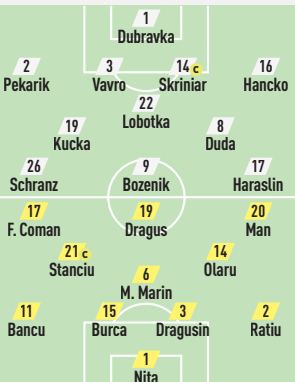 1
Dubravka
2 3 14 c 16
Pekarik Vavro Skriniar Hancko
22
Lobotka
19 8
Kucka Duda
26 9 17
Schranz Bozenik Haraslin
17 19 20
F. Coman Dragus Man
21 c 14
Stanciu Olaru
6
M. Marin
11 15 3 2
Bancu Burca Dragusin Ratiu
1
Nita